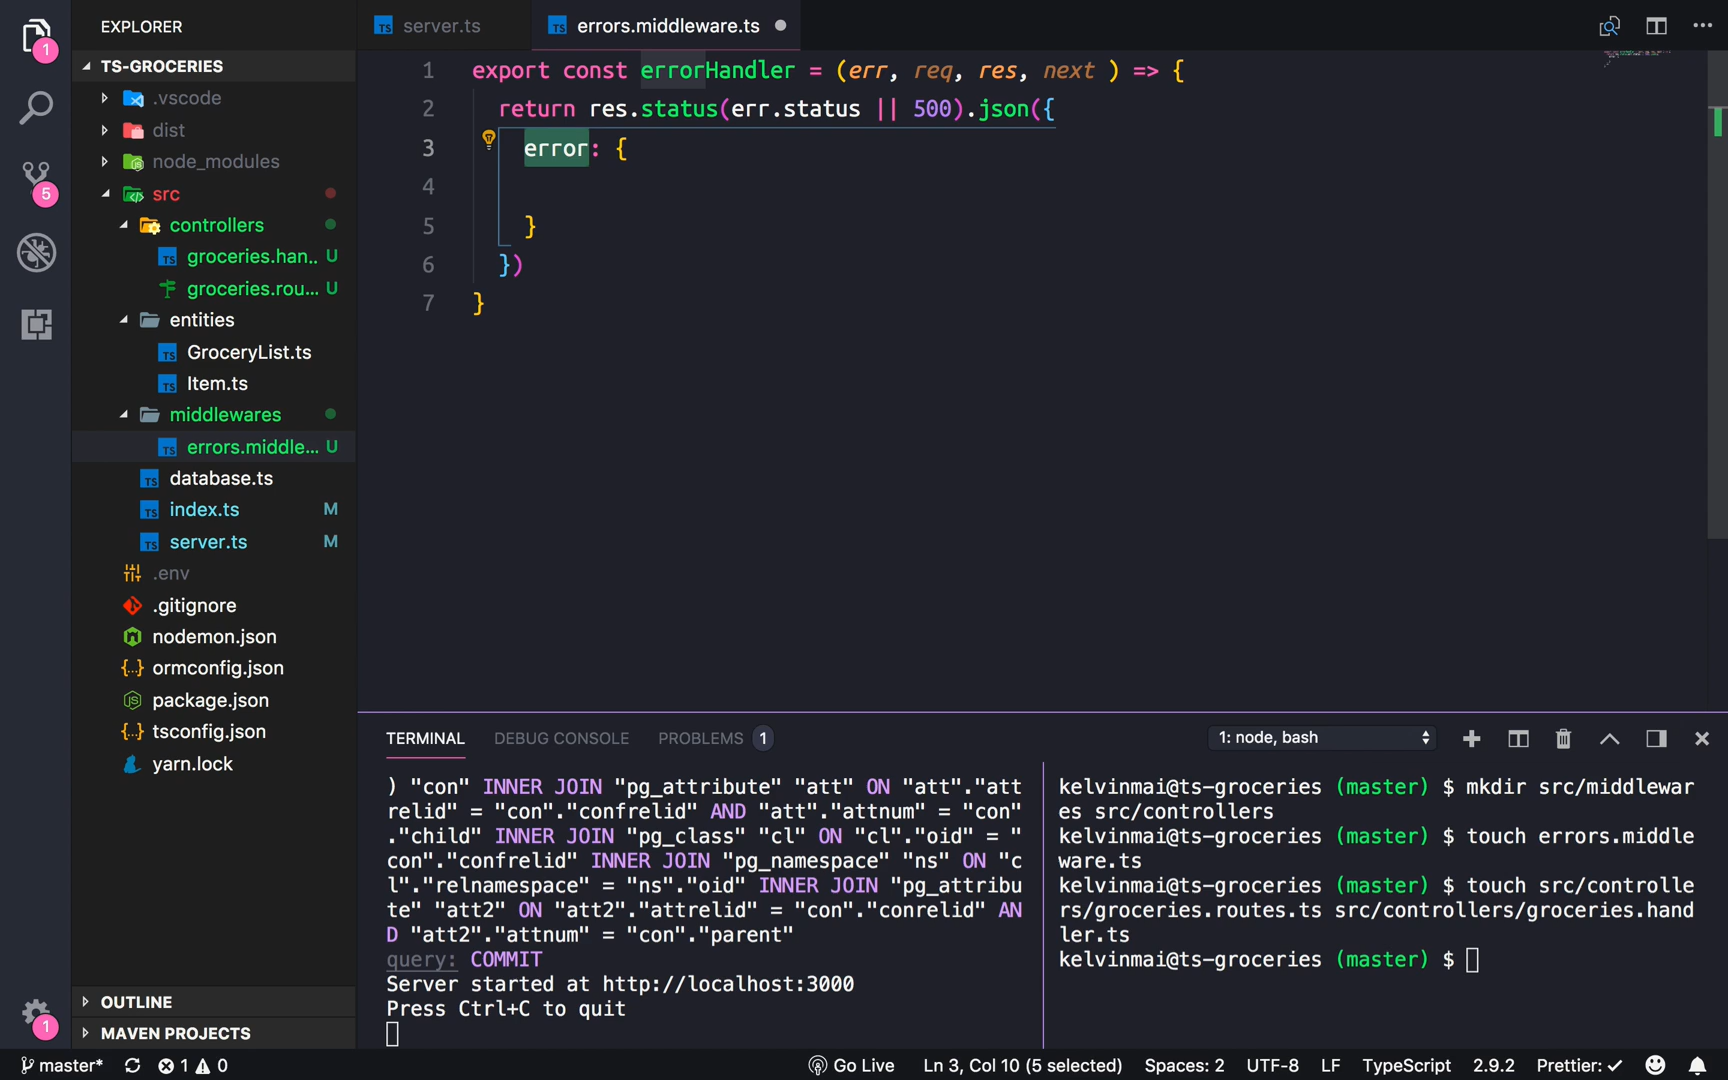 EXPLORER
TS-GROCERIES
.vscode
dist
node_modules
src
controllers
groceries.han.. U
groceries.rou... U
entities
GroceryList.ts
Item.ts
middlewares
errors.middle... U
database.ts
index.ts M
server.ts M
.env
.gitignore
nodemon.json
ormconfig.json
package.json
tsconfig.json
yarn.lock
OUTLINE
MAVEN PROJECTS
1
5
1
server.ts
errors.middleware.ts
1 export const errorHandler = (err, req, res, next ) => {
2 return res.status(err.status || 500).json({
3 error: {
4
5 }
6 })
7 }
TERMINAL DEBUG CONSOLE PROBLEMS 1
1: node, bash
) "con" INNER JOIN "pg_attribute" "att" ON "att"."att
relid" = "con"."confrelid" AND "att"."attnum" = "con"
."child" INNER JOIN "pg_class" "cl" ON "cl"."oid" = "
con"."confrelid" INNER JOIN "pg_namespace" "ns" ON "c
l"."relnamespace" = "ns"."oid" INNER JOIN "pg_attribu
te" "att2" ON "att2"."attrelid" = "con"."conrelid" AN
D "att2"."attnum" = "con"."parent"
query: COMMIT
Server started at http://localhost:3000
Press Ctrl+C to quit
kelvinmai@ts-groceries (master) $ mkdir src/middlewar
es src/controllers
kelvinmai@ts-groceries (master) $ touch errors.middle
ware.ts
kelvinmai@ts-groceries (master) $ touch src/controlle
rs/groceries.routes.ts src/controllers/groceries.hand
ler.ts
kelvinmai@ts-groceries (master) $
master* 1 0 Go Live Ln 3, Col 10 (5 selected) Spaces: 2 UTF-8 LF TypeScript 2.9.2 Prettier: ✓